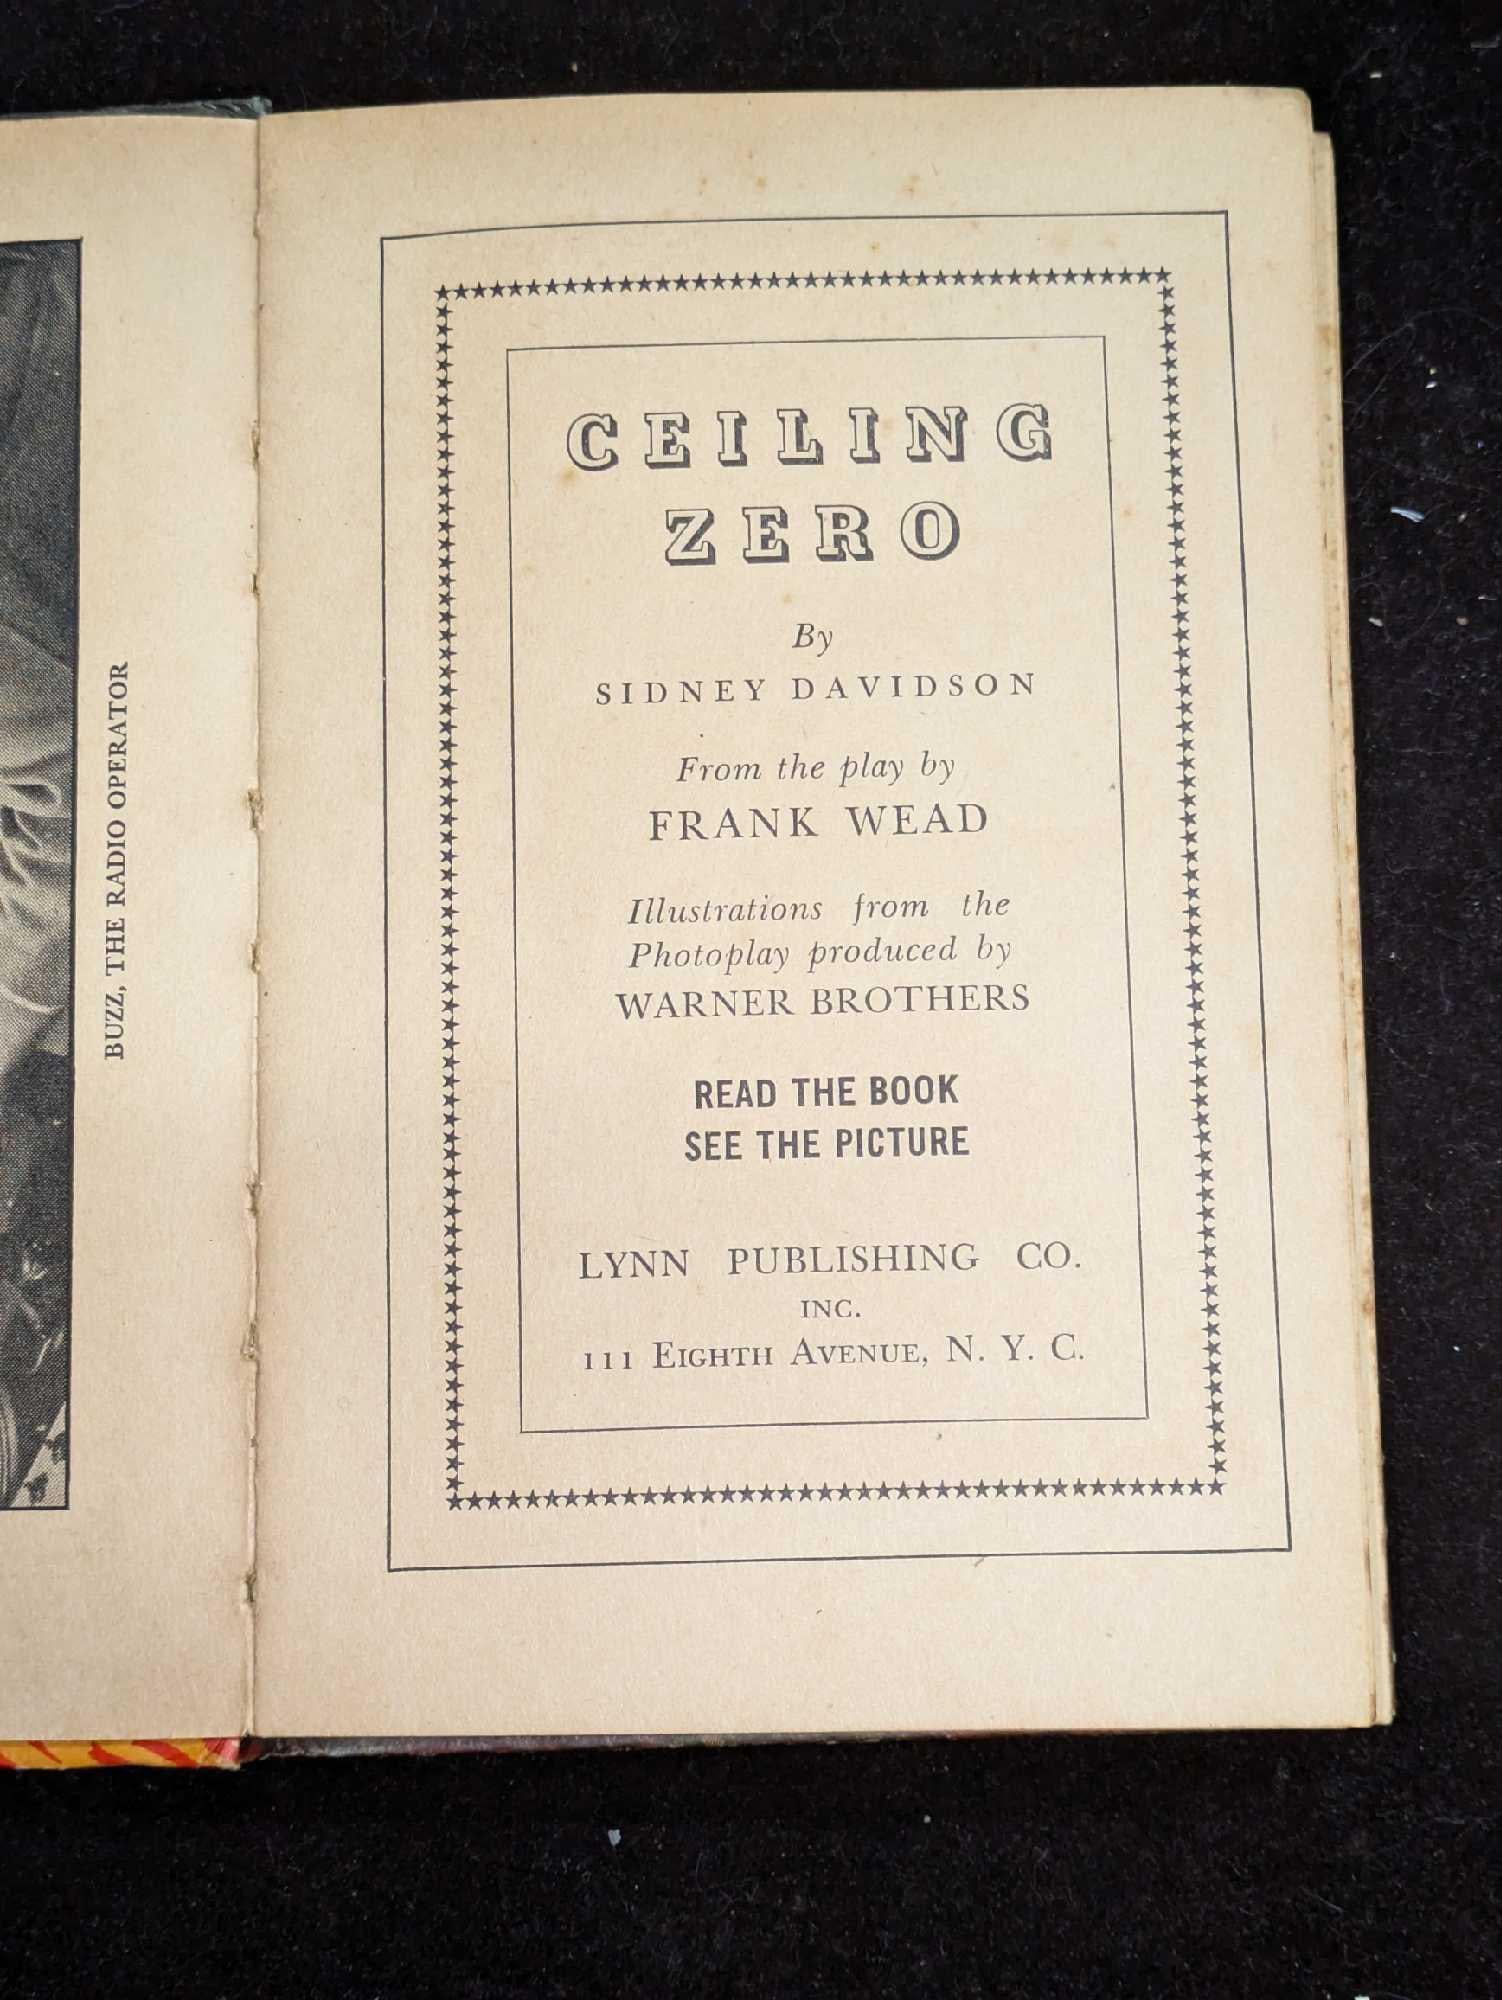 BUZZ, THE RADIO OPERATOR
CEILING
ZERO
By
SIDNEY DAVIDSON
From the play by
FRANK WEAD
Illustrations from the
Photoplay produced by
WARNER BROTHERS
READ THE BOOK
SEE THE PICTURE
LYNN PUBLISHING CO.
INC.
111 EIGHTH AVENUE, N. Y. C.